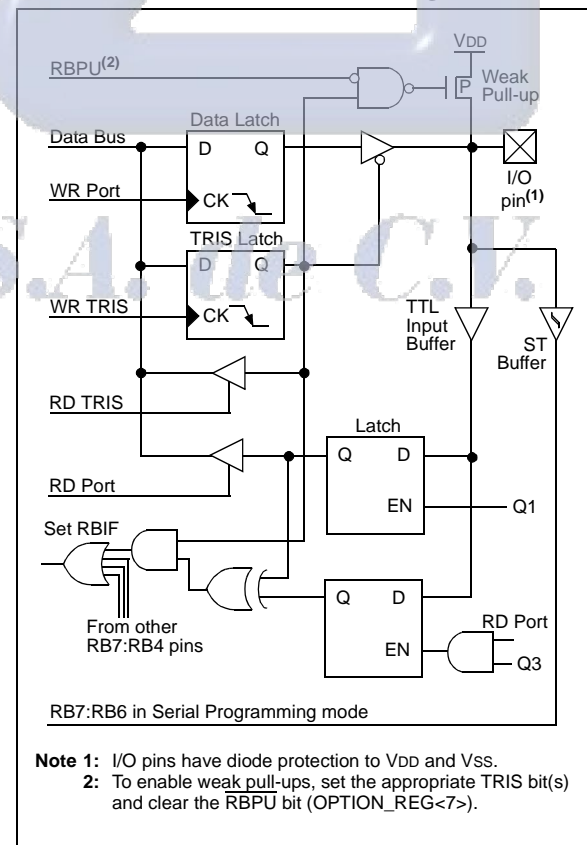 VDD
RBPU(2)
Weak
Pull-up
P
Data Latch
Data Bus
D Q
WR Port
CK
I/O
pin(1)
TRIS Latch
D Q
S.A. de C.V.
WR TRIS
CK
TTL
Input
Buffer
ST
Buffer
RD TRIS
Latch
Q D
RD Port
EN
Q1
Set RBIF
Q D
RD Port
From other
RB7:RB4 pins
EN
Q3
RB7:RB6 in Serial Programming mode
Note 1: I/O pins have diode protection to VDD and VSS.
2: To enable weak pull-ups, set the appropriate TRIS bit(s)
and clear the RBPU bit (OPTION_REG<7>).